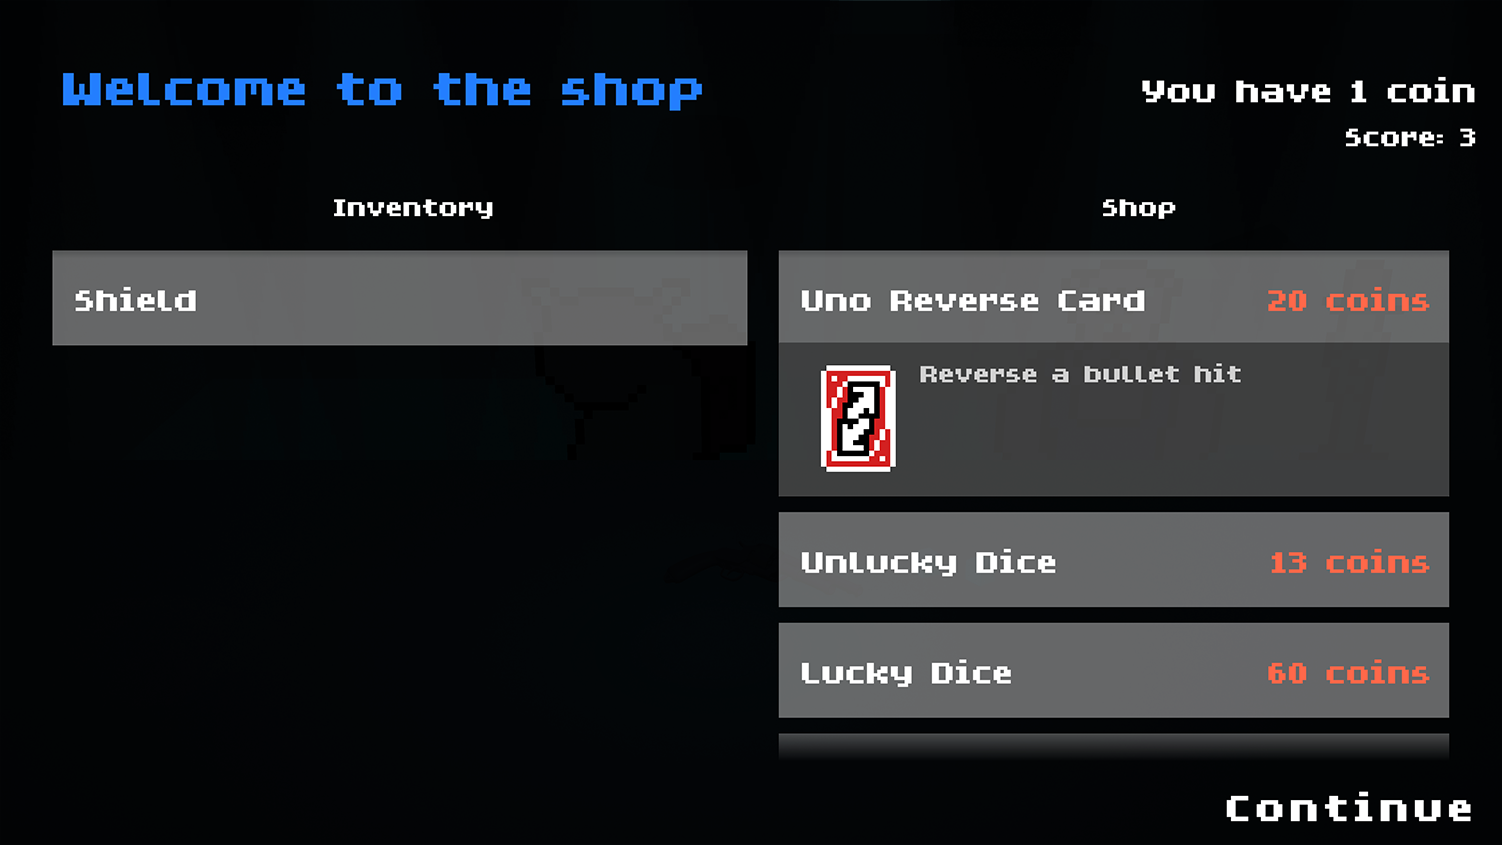 Welcome to the shop
You have 1 coin
Score: 3
Inventory
Shop
Shield
Uno Reverse Card 20 coins
Reverse a bullet hit
Unlucky Dice 13 coins
Lucky Dice 60 coins
Continue